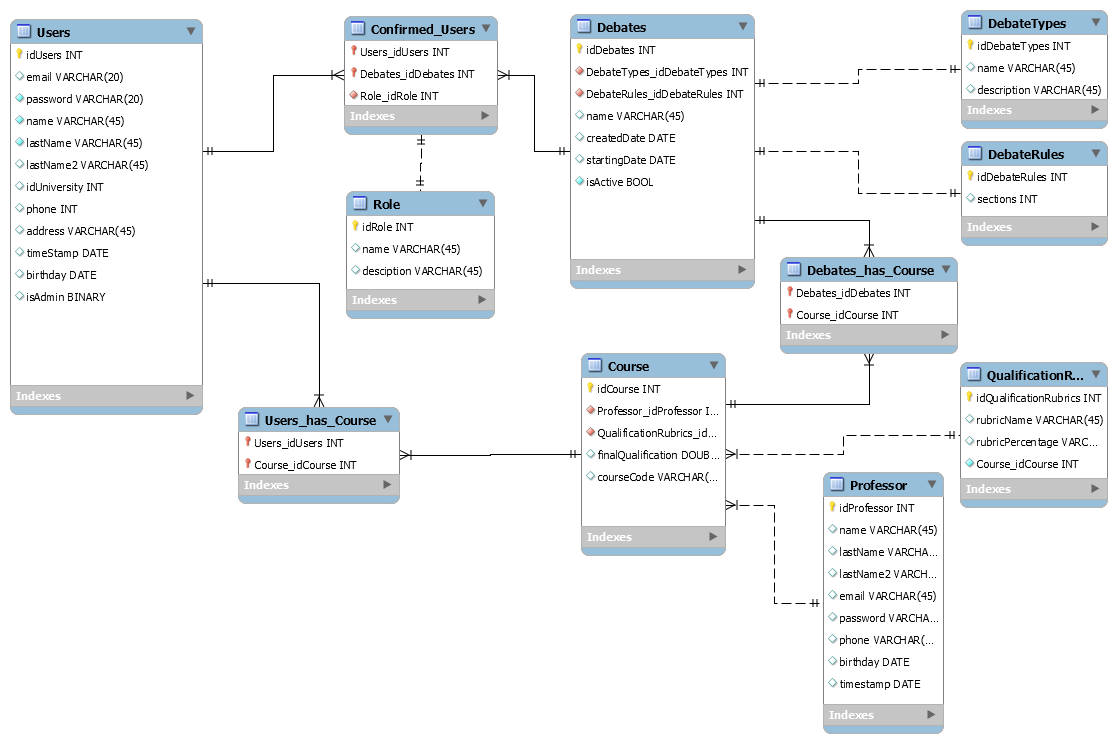 Users
idUsers INT
email VARCHAR(20)
password VARCHAR(20)
name VARCHAR(45)
lastName VARCHAR(45)
lastName2 VARCHAR(45)
idUniversity INT
phone INT
address VARCHAR(45)
timeStamp DATE
birthday DATE
isAdmin BINARY
Indexes
Confirmed_Users
Users_idUsers INT
Debates_idDebates INT
Role_idRole INT
Indexes
Role
idRole INT
name VARCHAR(45)
desciption VARCHAR(45)
Indexes
Debates
idDebates INT
DebateTypes_idDebateTypes INT
DebateRules_idDebateRules INT
name VARCHAR(45)
createdDate DATE
startingDate DATE
isActive BOOL
Indexes
DebateTypes
idDebateTypes INT
name VARCHAR(45)
description VARCHAR(45)
Indexes
DebateRules
idDebateRules INT
sections INT
Indexes
Debates_has_Course
Debates_idDebates INT
Course_idCourse INT
Indexes
Users_has_Course
Users_idUsers INT
Course_idCourse INT
Indexes
Course
idCourse INT
Professor_idProfessor I...
QualificationRubrics_id...
finalQualification DOUB...
courseCode VARCHAR(...
Indexes
QualificationR...
idQualificationRubrics INT
rubricName VARCHAR(45)
rubricPercentage VARC...
Course_idCourse INT
Indexes
Professor
idProfessor INT
name VARCHAR(45)
lastName VARCHA...
lastName2 VARCH...
email VARCHAR(45)
password VARCHA...
phone VARCHAR(...
birthday DATE
timestamp DATE
Indexes